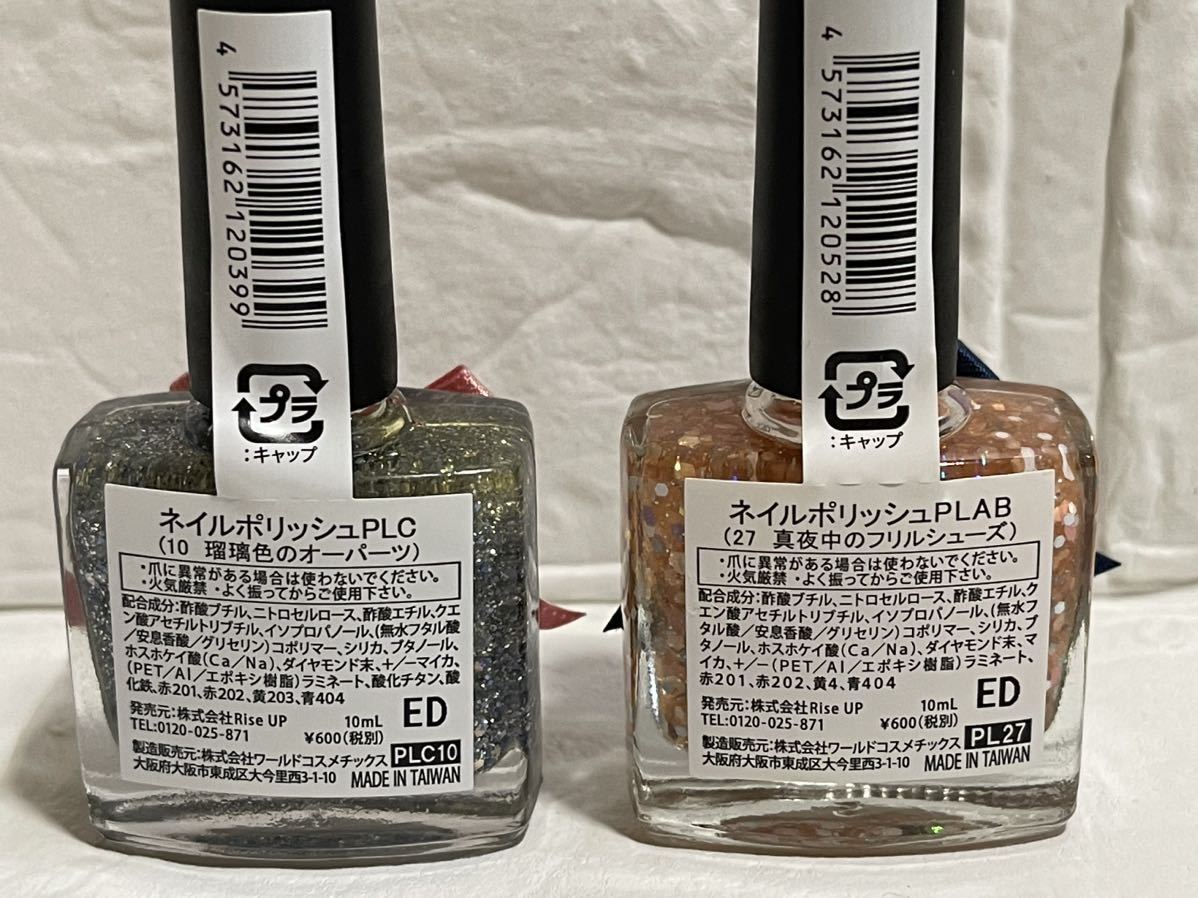 4 573162 120399
プラ
:キャップ
ネイルポリッシュPLC
(10 瑠璃色のオーパーツ)
・爪に異常がある場合は使わないでください。
・火気厳禁 ・よく振ってからご使用下さい。
配合成分:酢酸ブチル、ニトロセルロース、酢酸エチル、クエ
ン酸アセチルトリブチル、イソプロパノール、(無水フタル酸
/安息香酸/グリセリン)コポリマー、シリカ、ブタノール、
ホスホケイ酸(Ca/Na)、ダイヤモンド末、+/−マイカ、
(PET/Al/エポキシ樹脂)ラミネート、酸化チタン、酸
化鉄、赤201、赤202、黄203、青404
発売元:株式会社Rise UP 10mL ED
TEL:0120-025-871 ¥600(税別)
製造販売元:株式会社ワールドコスメチックス PLC10
大阪府大阪市東成区大今里西3-1-10 MADE IN TAIWAN
4 573162 120528
プラ
:キャップ
ネイルポリッシュPLAB
(27 真夜中のフリルシューズ)
・爪に異常がある場合は使わないでください。
・火気厳禁 ・よく振ってからご使用下さい。
配合成分:酢酸ブチル、ニトロセルロース、酢酸エチル、ク
エン酸アセチルトリブチル、イソプロパノール、(無水フ
タル酸/安息香酸/グリセリン)コポリマー、シリカ、ブ
タノール、ホスホケイ酸(Ca/Na)、ダイヤモンド末、
マイカ、+/−(PET/Al/エポキシ樹脂)ラミネート、
赤201、赤202、黄4、青404
発売元:株式会社Rise UP 10mL ED
TEL:0120-025-871 ¥600(税別)
製造販売元:株式会社ワールドコスメチックス PL27
大阪府大阪市東成区大今里西3-1-10 MADE IN TAIWAN